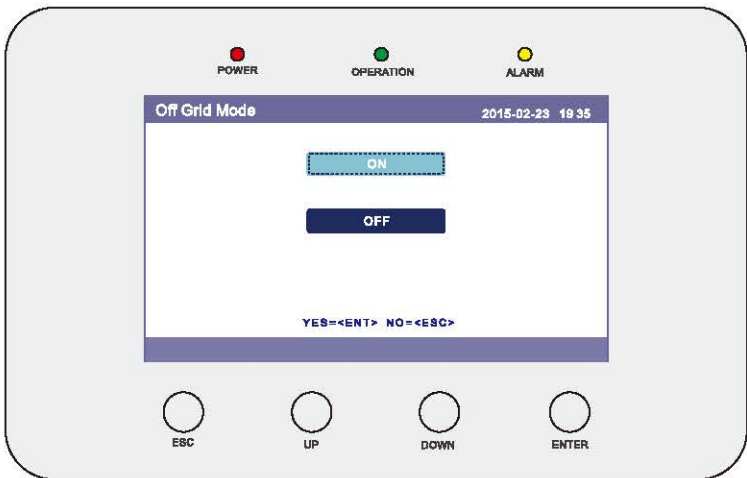 POWER OPERATION ALARM
Off Grid Mode 2015-02-23 19 35
ON
OFF
YES=<ENT> NO=<ESC>
ESC UP DOWN ENTER